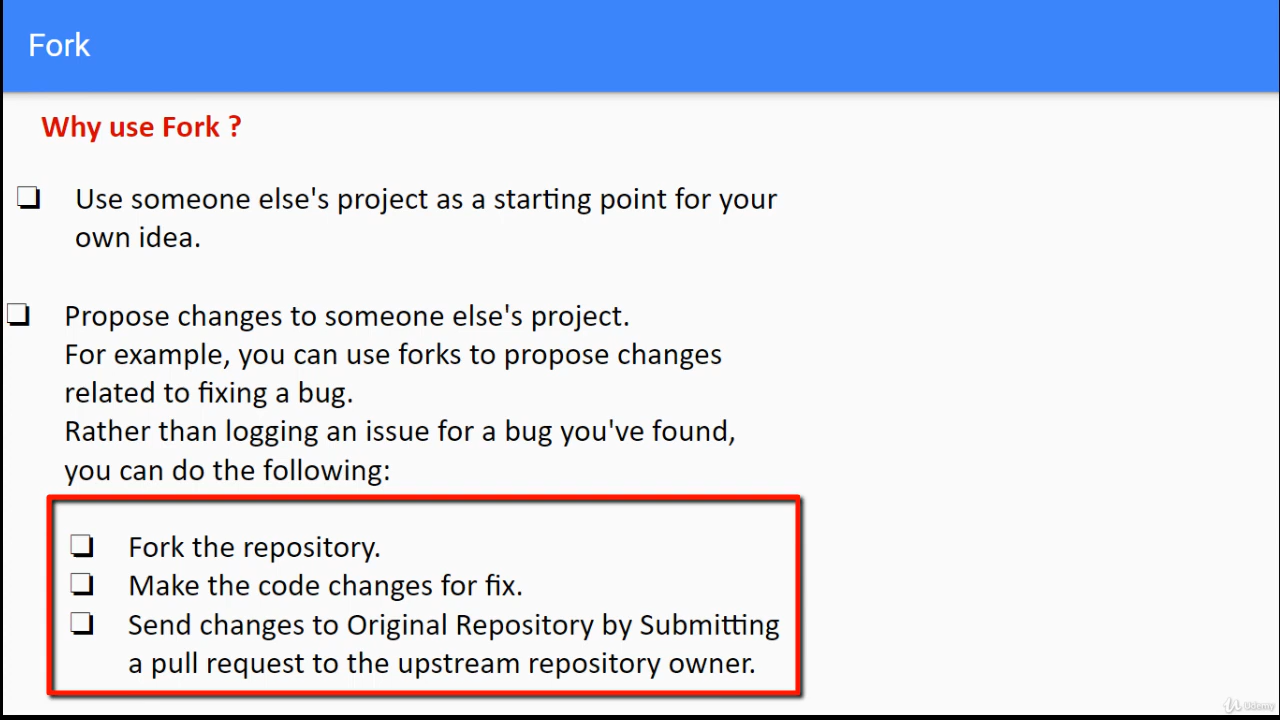 Fork
Why use Fork ?
Use someone else's project as a starting point for your
own idea.
Propose changes to someone else's project.
For example, you can use forks to propose changes
related to fixing a bug.
Rather than logging an issue for a bug you've found,
you can do the following:
Fork the repository.
Make the code changes for fix.
Send changes to Original Repository by Submitting
a pull request to the upstream repository owner.
Udemy